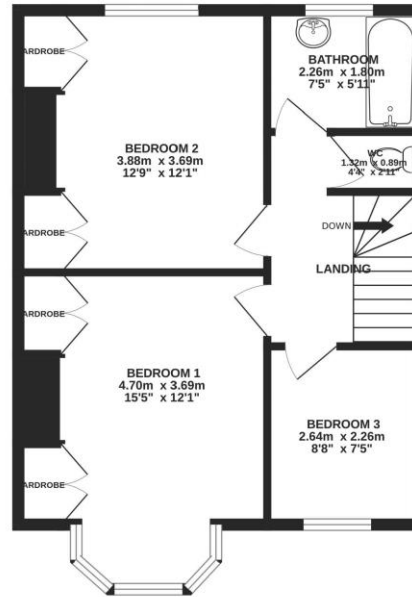 ARDROBE
BATHROOM
2.26m x 1.80m
7'5" x 5'11"
BEDROOM 2
3.88m x 3.69m
12'9" x 12'1"
WC
1.32m x 0.89m
4'4" x 2'11"
ARDROBE
DOWN
LANDING
ARDROBE
BEDROOM 1
4.70m x 3.69m
15'5" x 12'1"
BEDROOM 3
2.64m x 2.26m
8'8" x 7'5"
ARDROBE